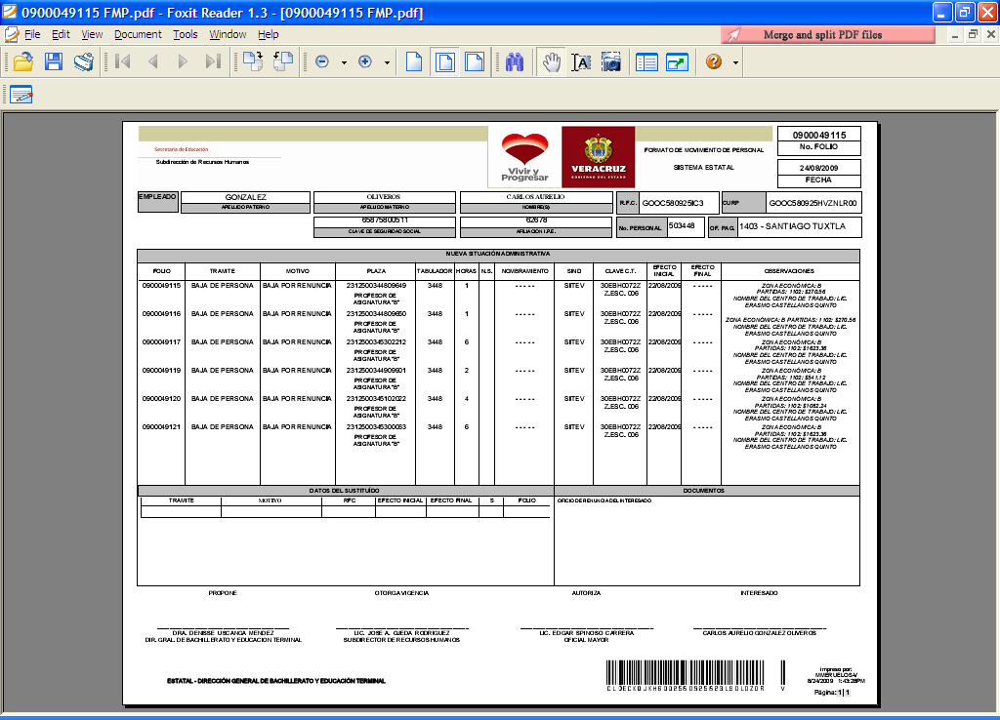 0900049115 FMP.pdf - Foxit Reader 1.3 - [0900049115 FMP.pdf]
File Edit View Document Tools Window Help
Merge and split PDF files
Secretaría de Educación
Subdirección de Recursos Humanos
Vivir y Progresar
VERACRUZ
GOBIERNO DEL ESTADO
FORMATO DE MOVIMIENTO DE PERSONAL
SISTEMA ESTATAL
0900049115
No. FOLIO
24/08/2009
FECHA
EMPLEADO GONZALEZ OLIVEROS CARLOS AURELIO
APELLIDO PATERNO APELLIDO MATERNO NOMBRE(S)
R.F.C. GOOC580925IC3 CURP GOOC580925HVZNLR00
65875800511 62678
CLAVE DE SEGURIDAD SOCIAL AFILIACION I.P.E.
No. PERSONAL 503448 OF. PAG. 1403 - SANTIAGO TUXTLA
NUEVA SITUACIÓN ADMINISTRATIVA
FOLIO TRAMITE MOTIVO PLAZA TABULADOR HORAS N.S. NOMBRAMIENTO SIND CLAVE C.T. EFECTO INICIAL EFECTO FINAL OBSERVACIONES
0900049115 BAJA DE PERSONA BAJA POR RENUNCIA 2312500344809649 3448 1 - - - - - SITEV 30EBH0072Z 22/08/2009 - - - - - ZONA ECONÓMICA: B
PROFESOR DE ASIGNATURA "B" Z.ESC. 006 PARTIDAS: 1102: $270.56
NOMBRE DEL CENTRO DE TRABAJO: LIC. ERASMO CASTELLANOS QUINTO
0900049116 BAJA DE PERSONA BAJA POR RENUNCIA 2312500344809650 3448 1 - - - - - SITEV 30EBH0072Z 22/08/2009 - - - - -
PROFESOR DE ASIGNATURA "B" Z.ESC. 006 ZONA ECONÓMICA: B PARTIDAS: 1102: $270.56
NOMBRE DEL CENTRO DE TRABAJO: LIC. ERASMO CASTELLANOS QUINTO
0900049117 BAJA DE PERSONA BAJA POR RENUNCIA 2312500345302212 3448 6 - - - - - SITEV 30EBH0072Z 22/08/2009 - - - - - ZONA ECONÓMICA: B
PROFESOR DE ASIGNATURA "B" Z.ESC. 006 PARTIDAS: 1102: $1623.36
NOMBRE DEL CENTRO DE TRABAJO: LIC. ERASMO CASTELLANOS QUINTO
0900049119 BAJA DE PERSONA BAJA POR RENUNCIA 2312500344909901 3448 2 - - - - - SITEV 30EBH0072Z 22/08/2009 - - - - - ZONA ECONÓMICA: B
PROFESOR DE ASIGNATURA "B" Z.ESC. 006 PARTIDAS: 1102: $541.12
NOMBRE DEL CENTRO DE TRABAJO: LIC. ERASMO CASTELLANOS QUINTO
0900049120 BAJA DE PERSONA BAJA POR RENUNCIA 2312500345102022 3448 4 - - - - - SITEV 30EBH0072Z 22/08/2009 - - - - - ZONA ECONÓMICA: B
PROFESOR DE ASIGNATURA "B" Z.ESC. 006 PARTIDAS: 1102: $1082.24
NOMBRE DEL CENTRO DE TRABAJO: LIC. ERASMO CASTELLANOS QUINTO
0900049121 BAJA DE PERSONA BAJA POR RENUNCIA 2312500345300033 3448 6 - - - - - SITEV 30EBH0072Z 22/08/2009 - - - - - ZONA ECONÓMICA: B
PROFESOR DE ASIGNATURA "B" Z.ESC. 006 PARTIDAS: 1102: $1623.36
NOMBRE DEL CENTRO DE TRABAJO: LIC. ERASMO CASTELLANOS QUINTO
DATOS DEL SUSTITUÍDO DOCUMENTOS
TRAMITE MOTIVO RFC EFECTO INICIAL EFECTO FINAL S FOLIO OFICIO DE RENUNCIA DEL INTERESADO
PROPONE OTORGA VIGENCIA AUTORIZA INTERESADO
DRA. DENISSE USCANGA MENDEZ LIC. JOSE A. OJEDA RODRIGUEZ LIC. EDGAR SPINOSO CARRERA CARLOS AURELIO GONZALEZ OLIVEROS
DIR. GRAL. DE BACHILLERATO Y EDUCACION TERMINAL SUBDIRECTOR DE RECURSOS HUMANOS OFICIAL MAYOR
ESTATAL - DIRECCIÓN GENERAL DE BACHILLERATO Y EDUCACIÓN TERMINAL
V
Impreso por:
MMERUELOS-V
8/24/2009 1:43:28PM
Página: 1 1